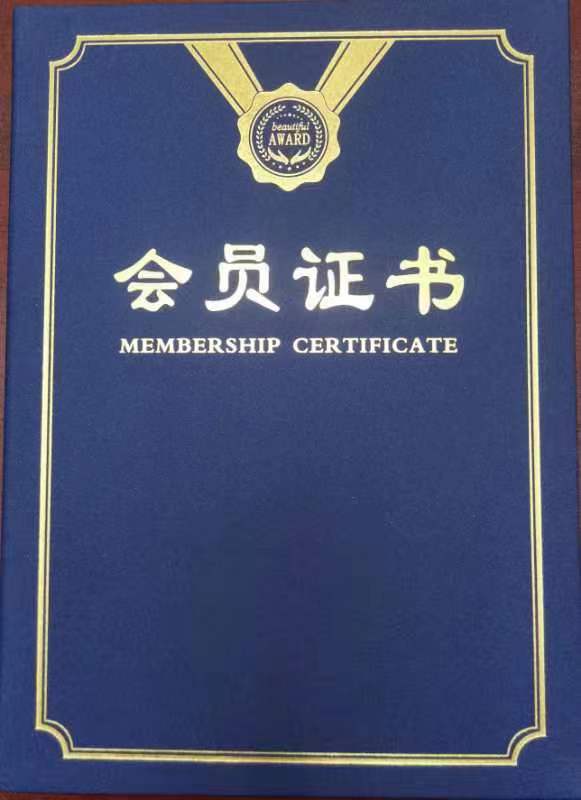 beautiful
AWARD
会员证书
MEMBERSHIP CERTIFICATE